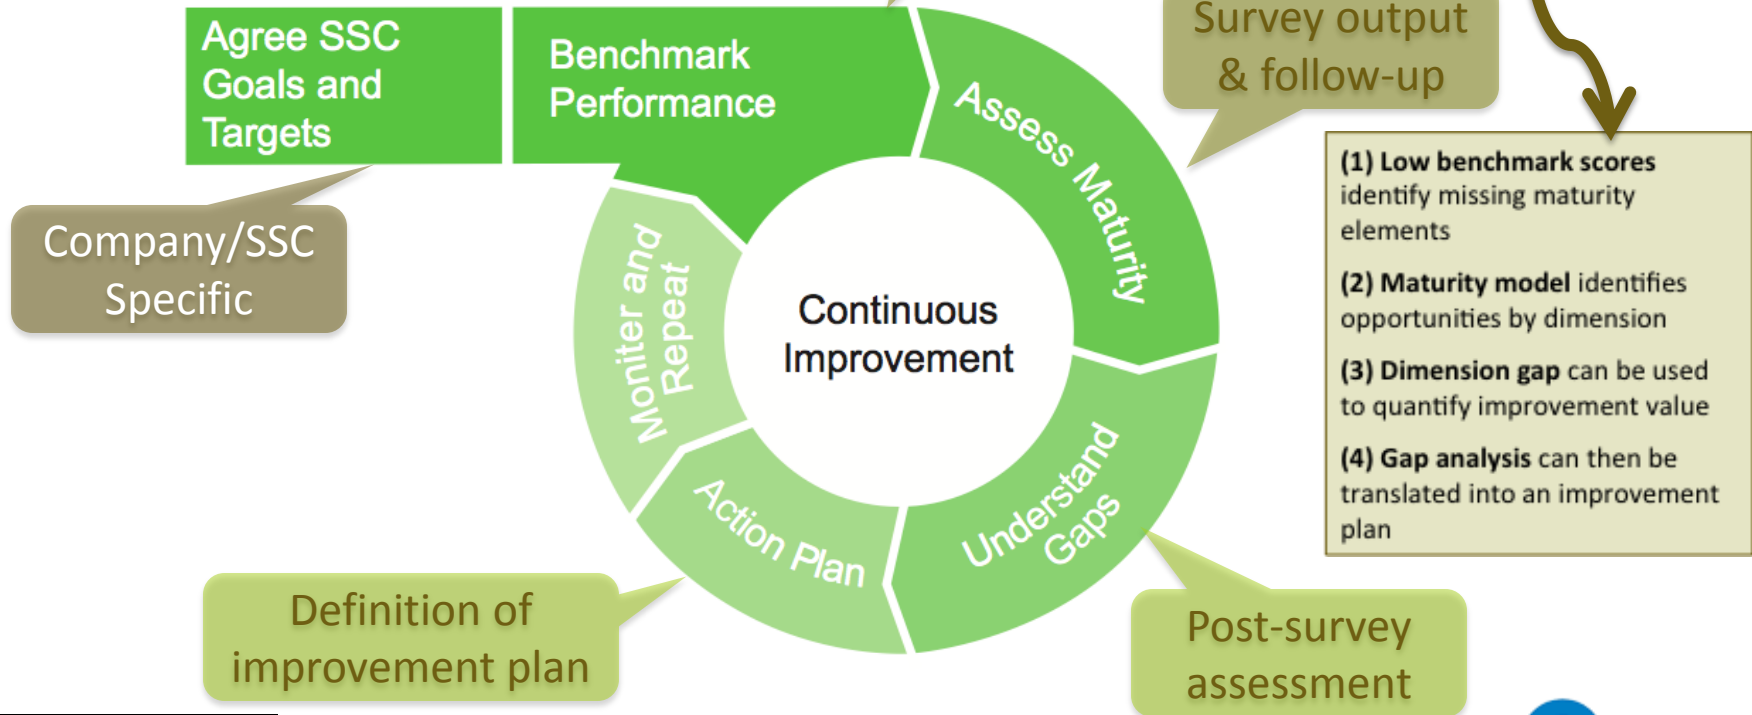 Agree SSC
Goals and
Targets
Benchmark
Performance
Survey output
& follow-up
Assess Maturity
(1) Low benchmark scores
identify missing maturity
elements
(2) Maturity model identifies
opportunities by dimension
(3) Dimension gap can be used
to quantify improvement value
(4) Gap analysis can then be
translated into an improvement
plan
Company/SSC
Specific
Moniter and
Repeat
Continuous
Improvement
Understand
Gaps
Action Plan
Definition of
improvement plan
Post-survey
assessment